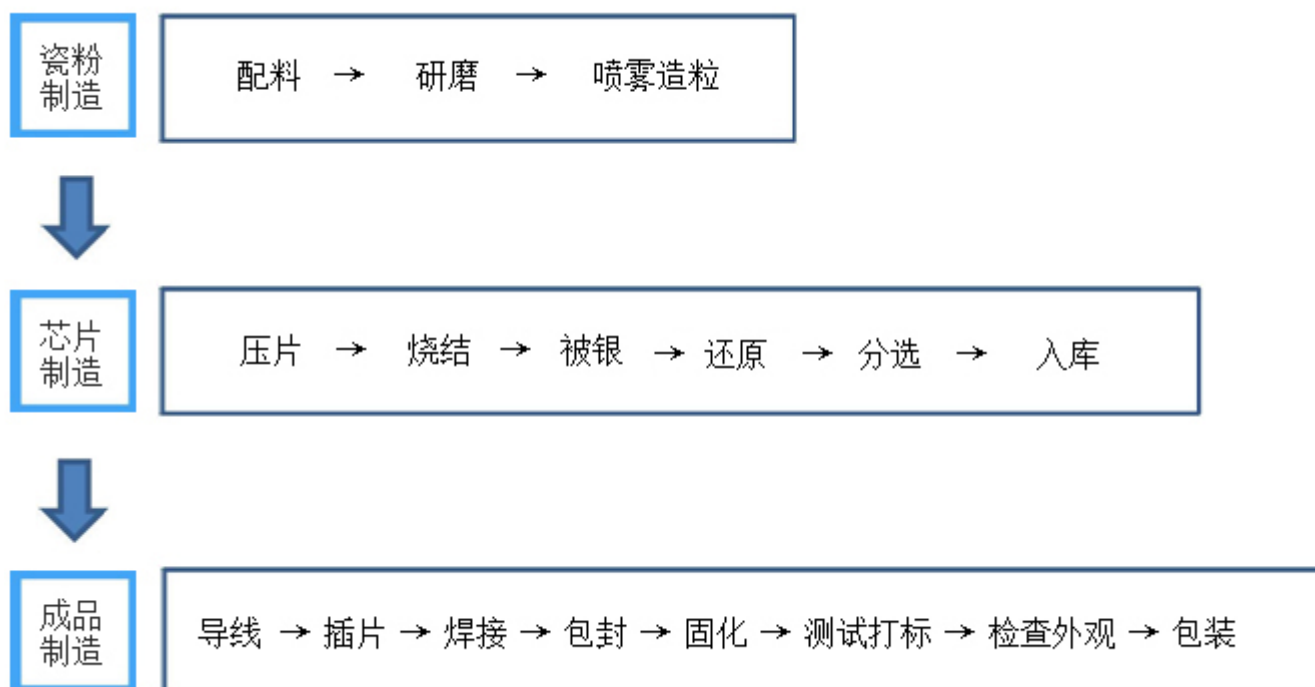 瓷粉
制造
配料 → 研磨 → 喷雾造粒
芯片
制造
压片 → 烧结 → 被银 → 还原 → 分选 → 入库
成品
制造
导线 → 插片 → 焊接 → 包封 → 固化 → 测试打标 → 检查外观 → 包装